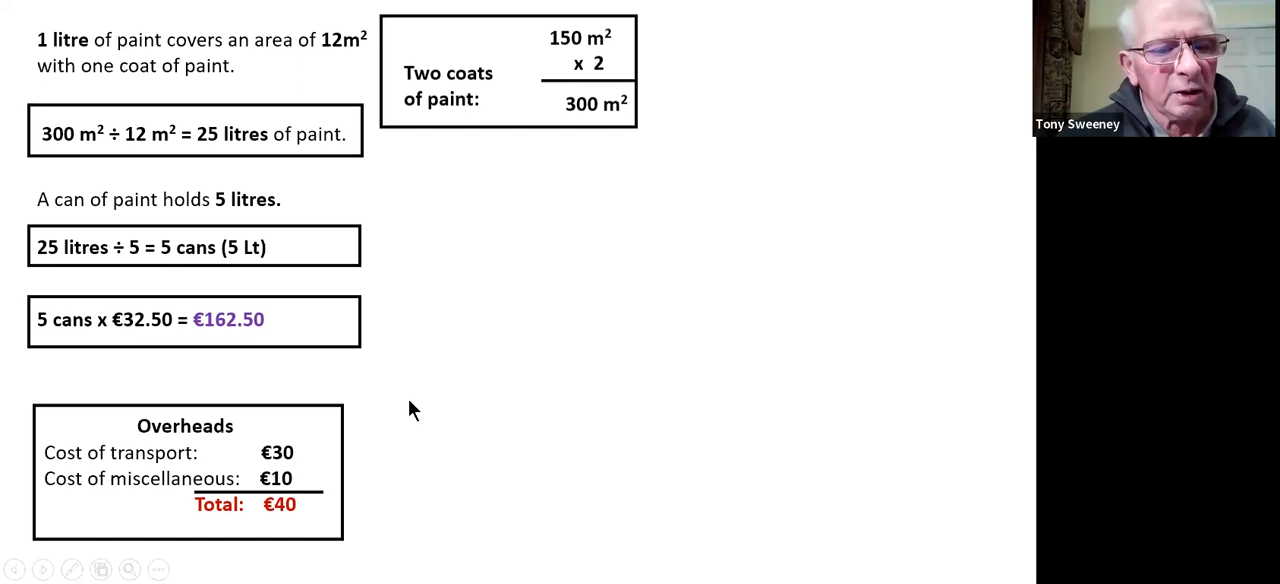 1 litre of paint covers an area of 12m²
with one coat of paint.
300 m² ÷ 12 m² = 25 litres of paint.
A can of paint holds 5 litres.
25 litres ÷ 5 = 5 cans (5 Lt)
5 cans x €32.50 = €162.50
Overheads
Cost of transport: €30
Cost of miscellaneous: €10
Total: €40
150 m²
x 2
Two coats
of paint:
300 m²
Tony Sweeney